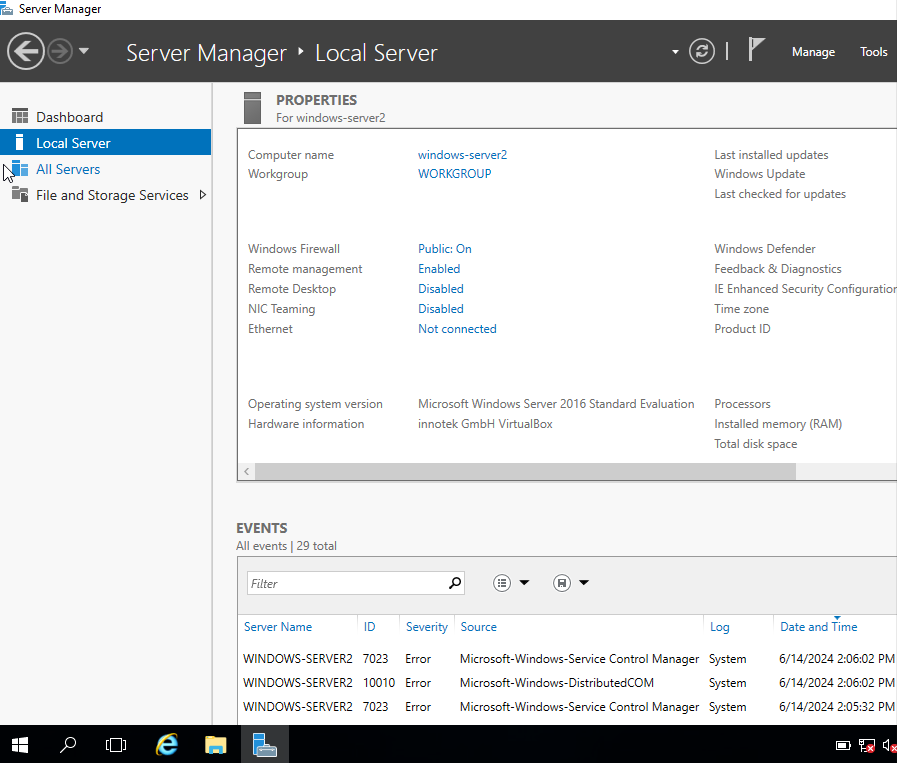 Server Manager
Server Manager ‣ Local Server
Manage Tools
Dashboard
Local Server
All Servers
File and Storage Services
PROPERTIES
For windows-server2
Computer name windows-server2 Last installed updates
Workgroup WORKGROUP Windows Update
Last checked for updates
Windows Firewall Public: On Windows Defender
Remote management Enabled Feedback & Diagnostics
Remote Desktop Disabled IE Enhanced Security Configuration
NIC Teaming Disabled Time zone
Ethernet Not connected Product ID
Operating system version Microsoft Windows Server 2016 Standard Evaluation Processors
Hardware information innotek GmbH VirtualBox Installed memory (RAM)
Total disk space
EVENTS
All events | 29 total
Filter
Server Name ID Severity Source Log Date and Time
WINDOWS-SERVER2 7023 Error Microsoft-Windows-Service Control Manager System 6/14/2024 2:06:02 PM
WINDOWS-SERVER2 10010 Error Microsoft-Windows-DistributedCOM System 6/14/2024 2:06:02 PM
WINDOWS-SERVER2 7023 Error Microsoft-Windows-Service Control Manager System 6/14/2024 2:05:32 PM